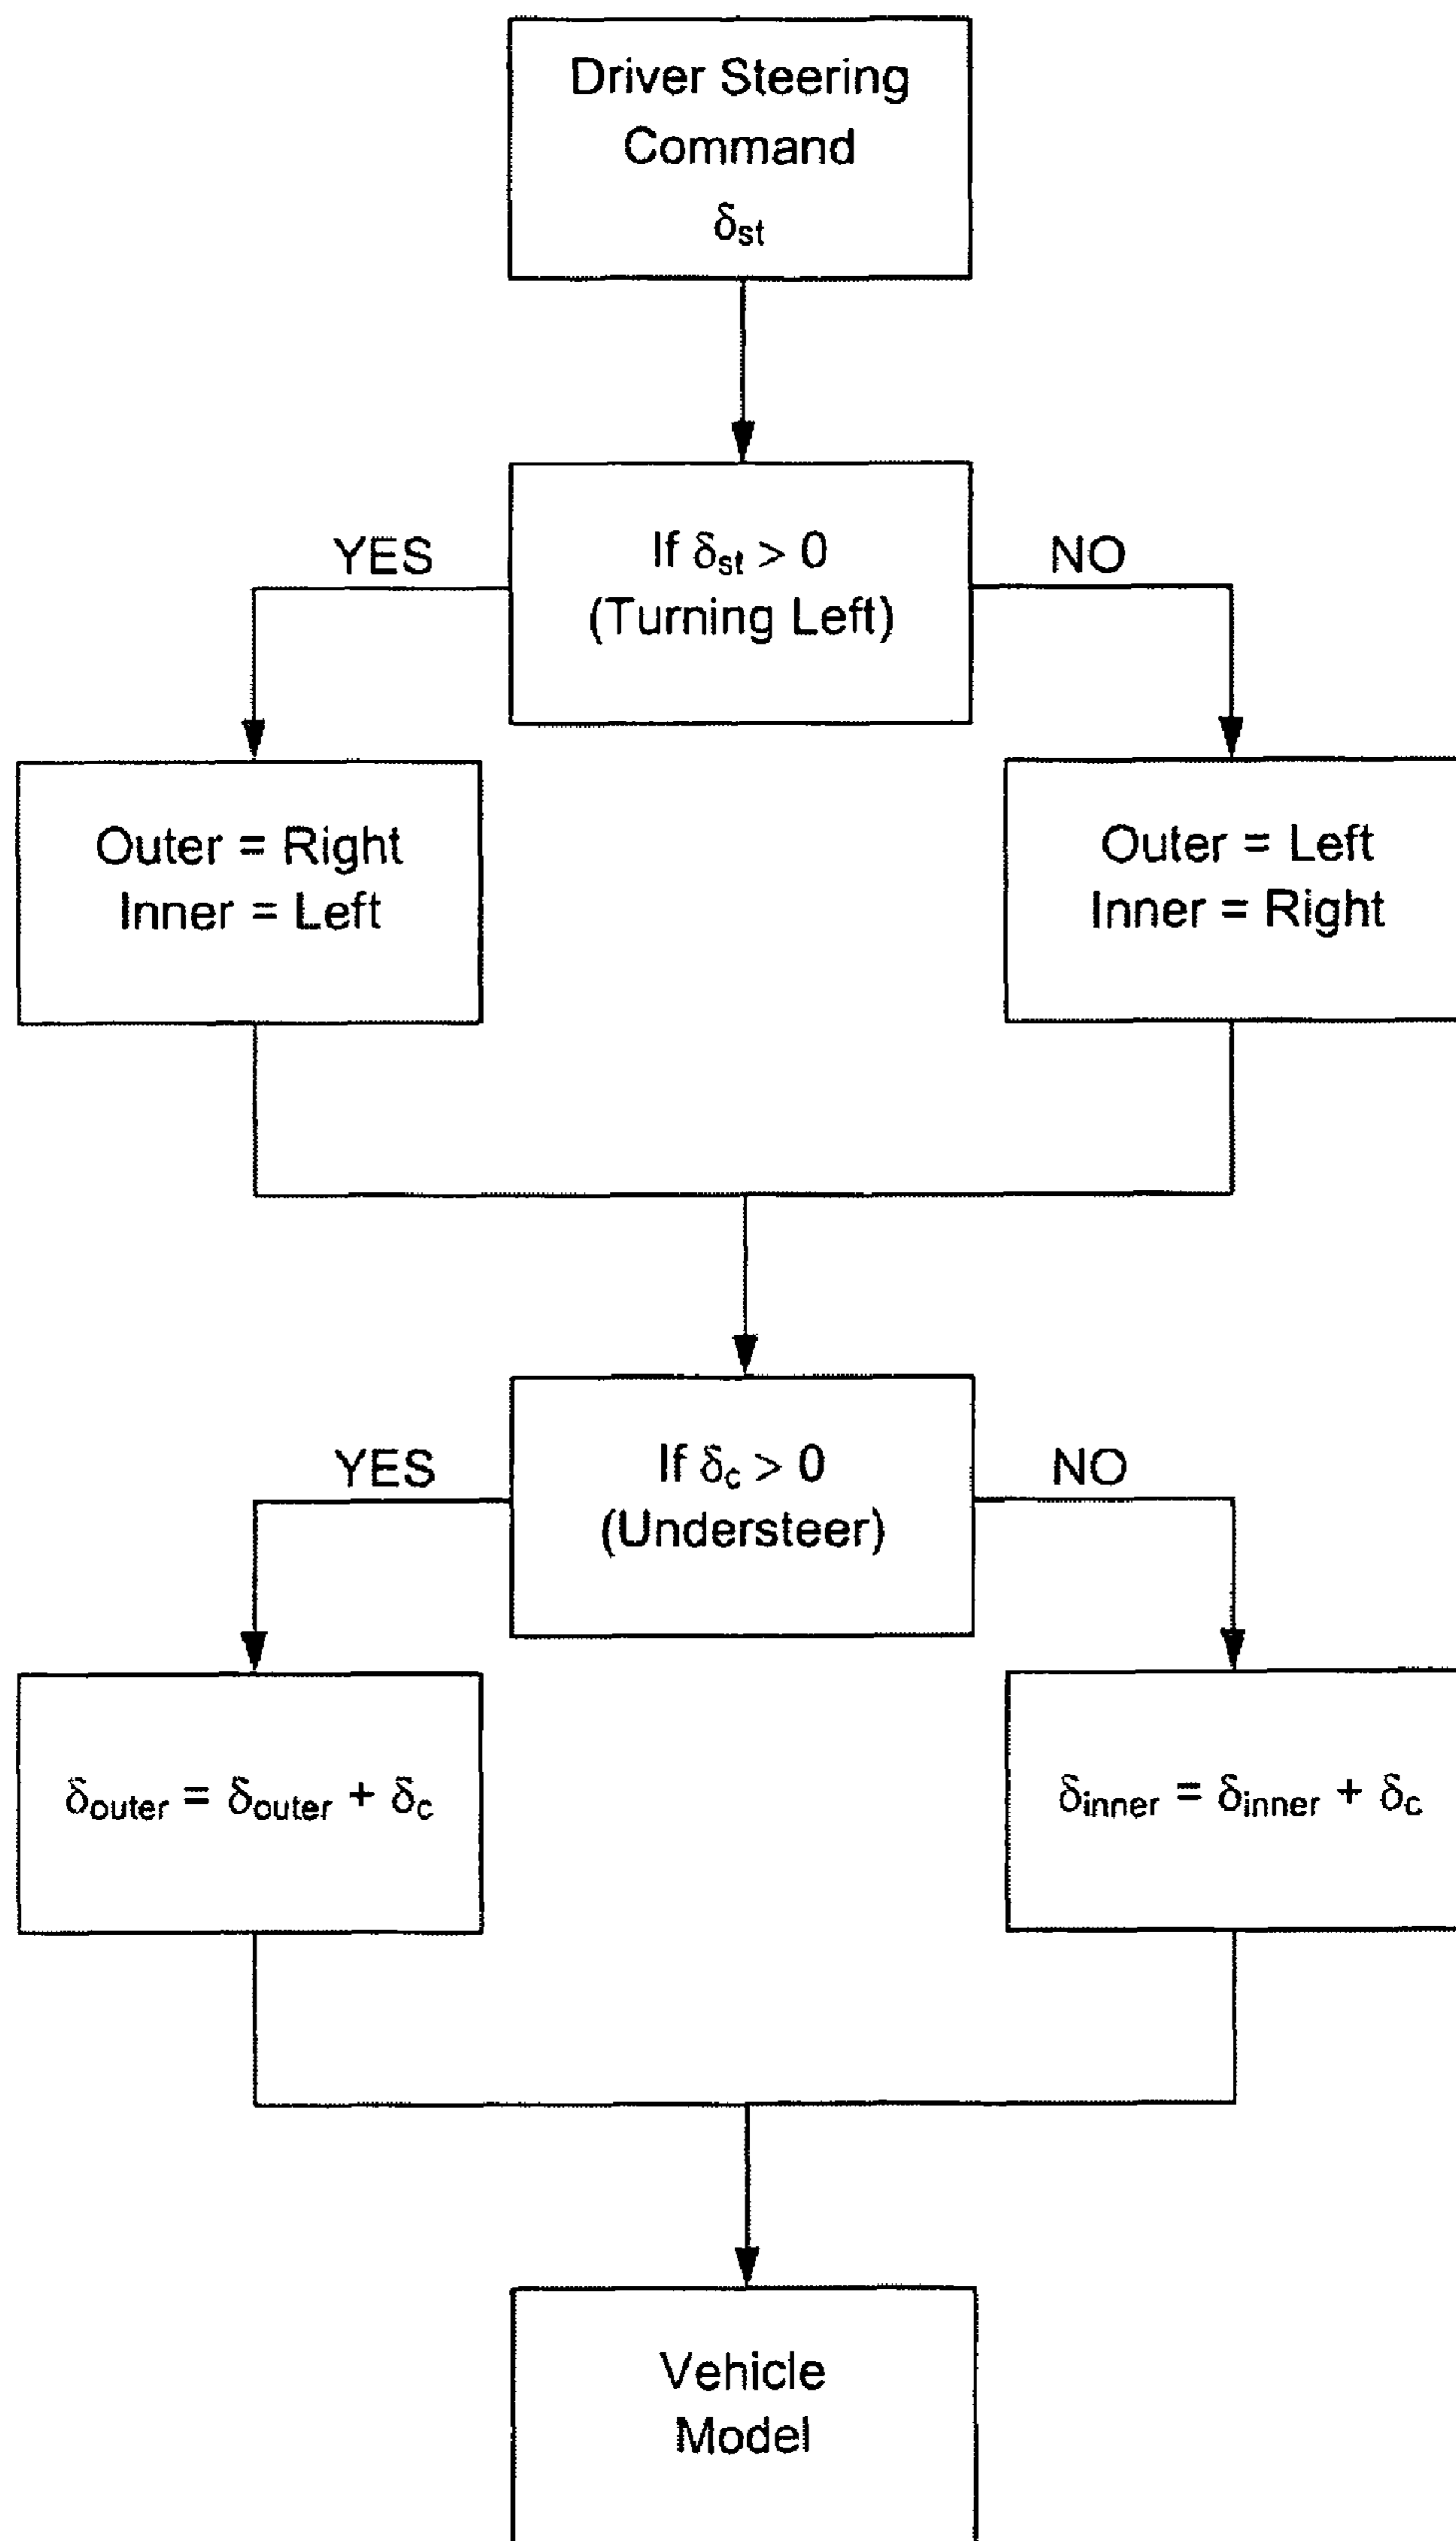 Driver Steering
Command
δst
If δst > 0
(Turning Left)
YES
NO
Outer = Right
Inner = Left
Outer = Left
Inner = Right
If δc > 0
(Understeer)
YES
NO
δouter = δouter + δc
δinner = δinner + δc
Vehicle
Model